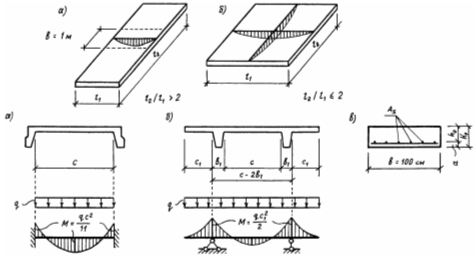 а)
б)
в = 1 м
l₂
l₁
l₂/l₁ > 2
l₂
l₁
l₂/l₁ ≤ 2
а)
б)
в)
c
c₁
в₁
c
в₁
c₁
c – 2в₁
в = 100 см
q
q
M = qc²/11
M = qc₁²/2